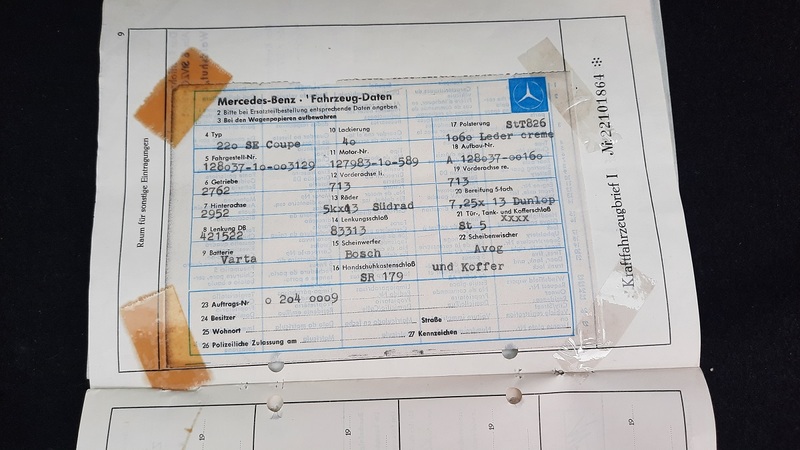 Mercedes-Benz · Fahrzeug-Daten
2 Bitte bei Ersatzteilbestellung entsprechende Daten angeben
3 Bei den Wagenpapieren aufbewahren
4 Typ
220 SE Coupe
10 Lackierung
40
17 Polsterung StT826
1060 Leder creme
5 Fahrgestell-Nr.
128037-10-003129
11 Motor-Nr.
127983-10-589
18 Aufbau-Nr.
A 128037-00160
6 Getriebe
2762
12 Vorderachse li.
713
19 Vorderachse re.
713
7 Hinterachse
2952
13 Räder
5kx13 Südrad
20 Bereifung 5-fach
7,25x 13 Dunlop
8 Lenkung DB
421522
14 Lenkungsschloß
83313
21 Tür-, Tank- und Kofferschloß
xxxx
St 5
9 Batterie
Varta
15 Scheinwerfer
Bosch
22 Scheibenwischer
Avog
16 Handschuhkastenschloß und Koffer
SR 179
23 Auftrags-Nr 0 204 0009
24 Besitzer
Straße
25 Wohnort
27 Kennzeichen
26 Polizeiliche Zulassung am
9
Raum für sonstige Eintragungen
Kraftfahrzeugbrief I Nr. 22101864 ※
19
19
19
19